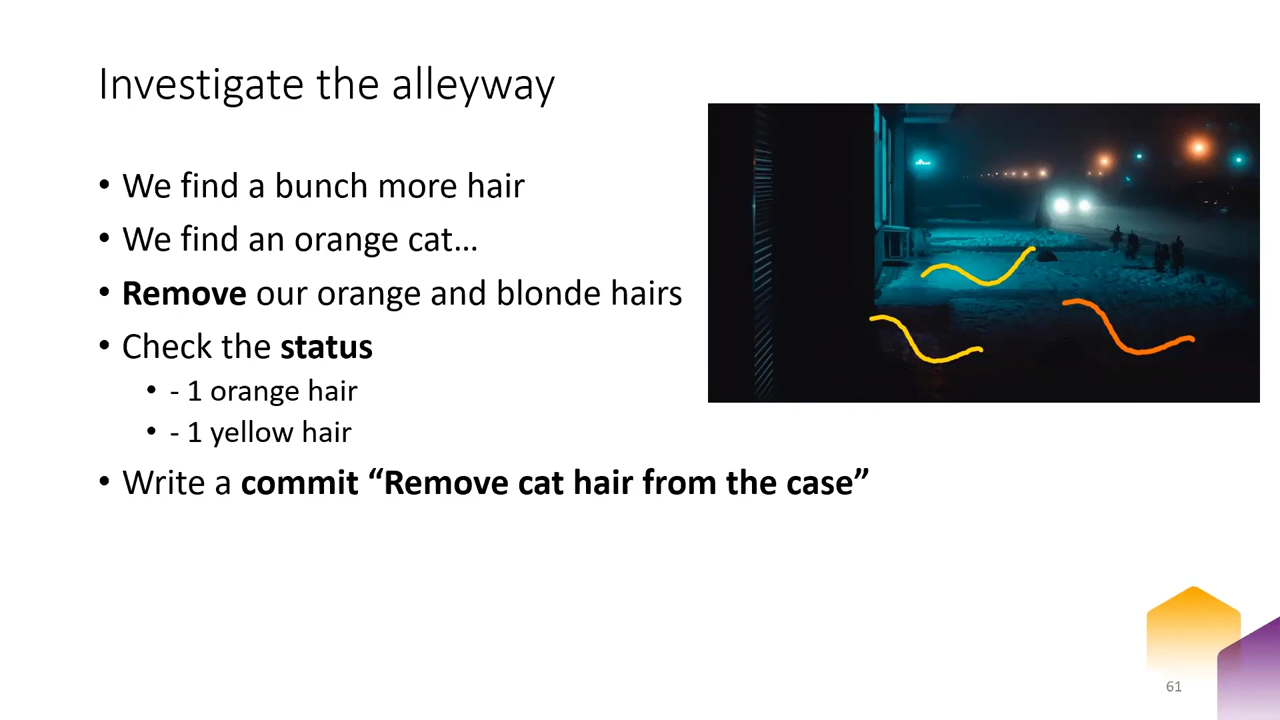 Investigate the alleyway
• We find a bunch more hair
• We find an orange cat…
• Remove our orange and blonde hairs
• Check the status
• - 1 orange hair
• - 1 yellow hair
• Write a commit “Remove cat hair from the case”
61